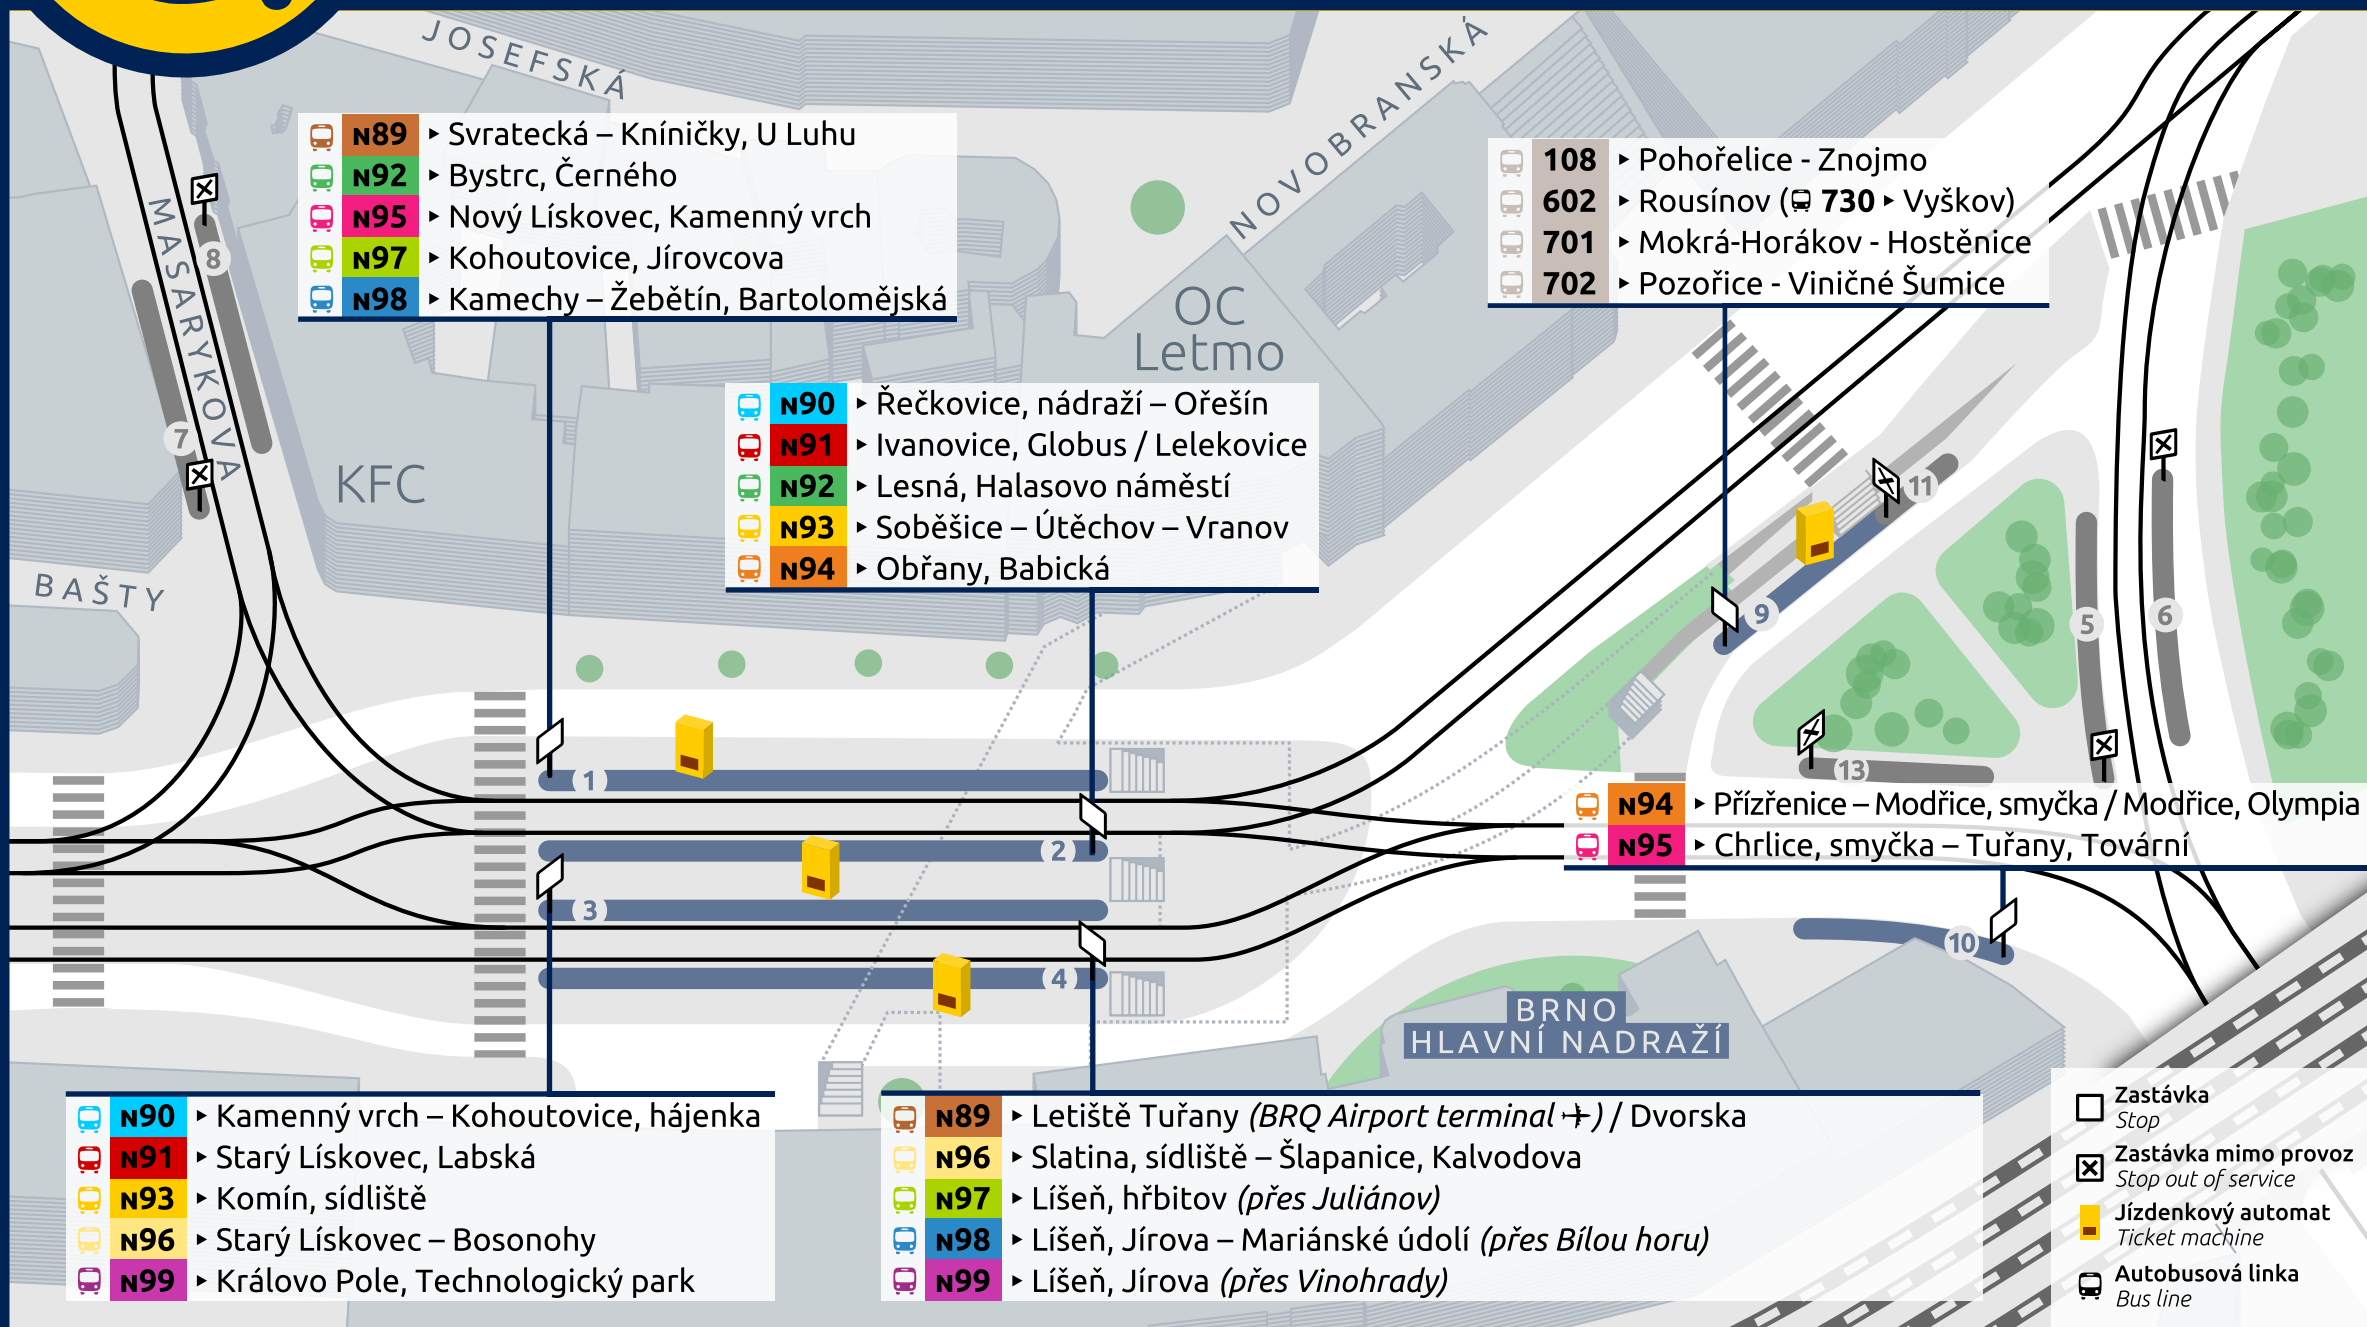 JOSEFSKÁ
NOVOBRANSKÁ
MASARYKOVA
BAŠTY
KFC
OC
Letmo
N89 ▸ Svratecká – Kníničky, U Luhu
N92 ▸ Bystrc, Černého
N95 ▸ Nový Lískovec, Kamenný vrch
N97 ▸ Kohoutovice, Jírovcova
N98 ▸ Kamechy – Žebětín, Bartolomějská
108 ▸ Pohořelice - Znojmo
602 ▸ Rousínov (730 ▸ Vyškov)
701 ▸ Mokrá-Horákov - Hostěnice
702 ▸ Pozořice - Viničné Šumice
N90 ▸ Řečkovice, nádraží – Ořešín
N91 ▸ Ivanovice, Globus / Lelekovice
N92 ▸ Lesná, Halasovo náměstí
N93 ▸ Soběšice – Útěchov – Vranov
N94 ▸ Obřany, Babická
8
7
11
9
5
6
13
1
2
3
4
10
N94 ▸ Přízřenice – Modřice, smyčka / Modřice, Olympia
N95 ▸ Chrlice, smyčka – Tuřany, Tovární
BRNO
HLAVNÍ NADRAŽÍ
N90 ▸ Kamenný vrch – Kohoutovice, hájenka
N91 ▸ Starý Lískovec, Labská
N93 ▸ Komín, sídliště
N96 ▸ Starý Lískovec – Bosonohy
N99 ▸ Královo Pole, Technologický park
N89 ▸ Letiště Tuřany (BRQ Airport terminal ✈) / Dvorska
N96 ▸ Slatina, sídliště – Šlapanice, Kalvodova
N97 ▸ Líšeň, hřbitov (přes Juliánov)
N98 ▸ Líšeň, Jírova – Mariánské údolí (přes Bílou horu)
N99 ▸ Líšeň, Jírova (přes Vinohrady)
Zastávka
Stop
Zastávka mimo provoz
Stop out of service
Jízdenkový automat
Ticket machine
Autobusová linka
Bus line